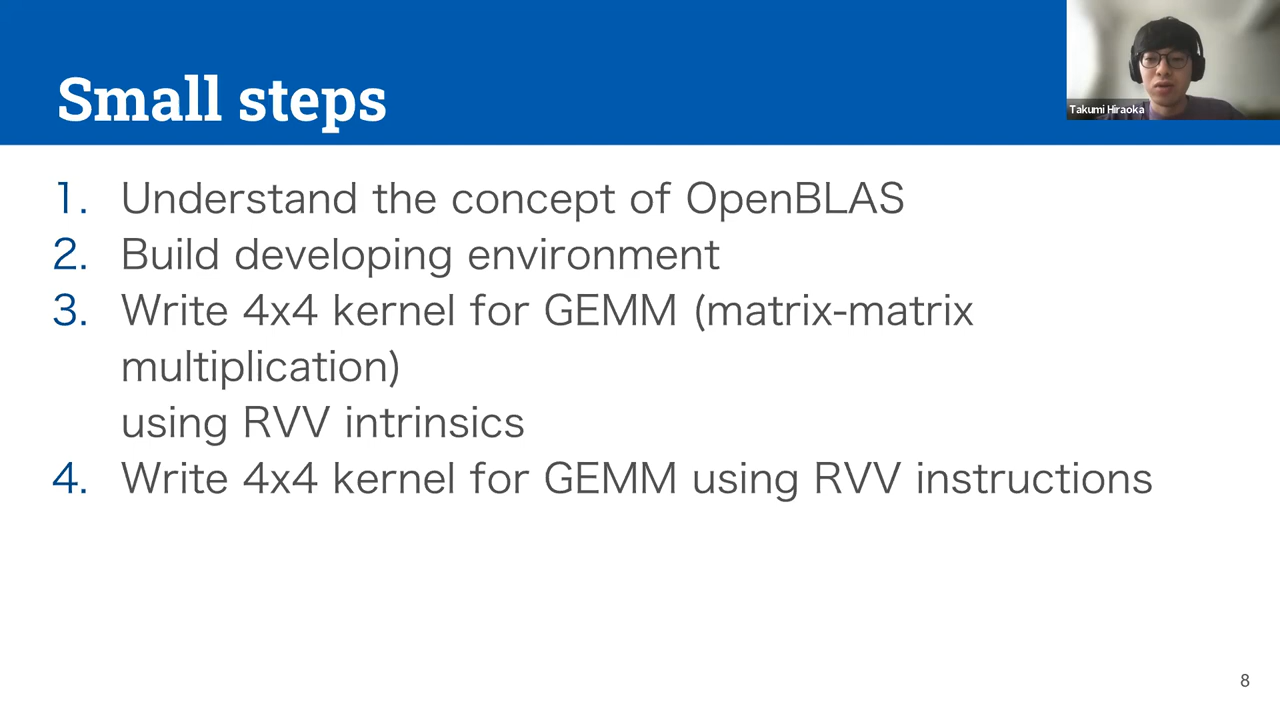 Small steps
Takumi Hiraoka
1. Understand the concept of OpenBLAS
2. Build developing environment
3. Write 4x4 kernel for GEMM (matrix-matrix
multiplication)
using RVV intrinsics
4. Write 4x4 kernel for GEMM using RVV instructions
8